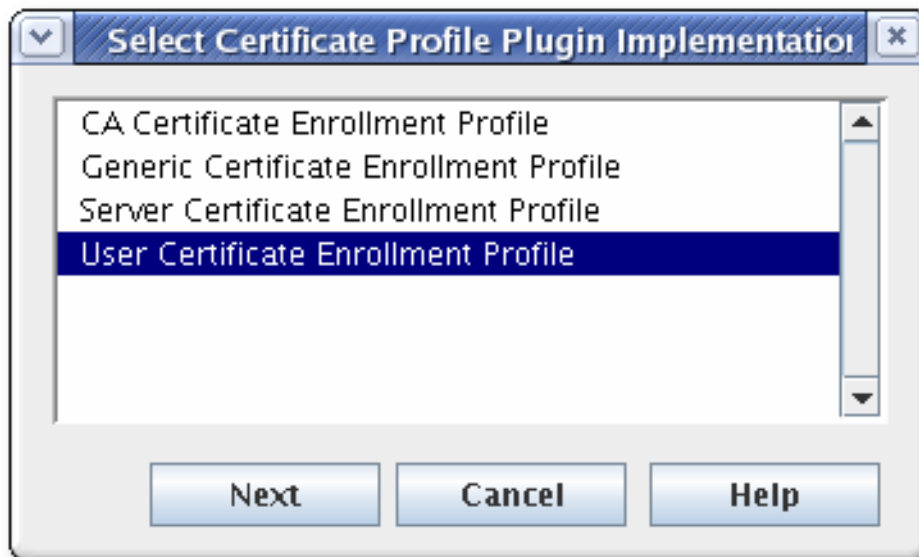 Select Certificate Profile Plugin Implementation
CA Certificate Enrollment Profile
Generic Certificate Enrollment Profile
Server Certificate Enrollment Profile
User Certificate Enrollment Profile
Next Cancel Help